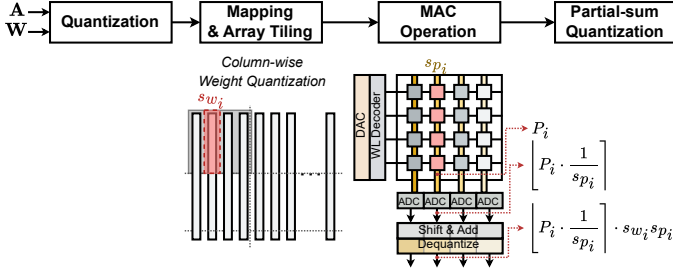 A
W
Quantization
Mapping
& Array Tiling
MAC
Operation
Partial-sum
Quantization
Column-wise
Weight Quantization
s_{w_i}
...
s_{p_i}
DAC
WL Decoder
P_i
⌊P_i · 1/s_{p_i}⌉
ADC ADC ADC ADC
Shift & Add
Dequantize
⌊P_i · 1/s_{p_i}⌉ · s_{w_i} s_{p_i}